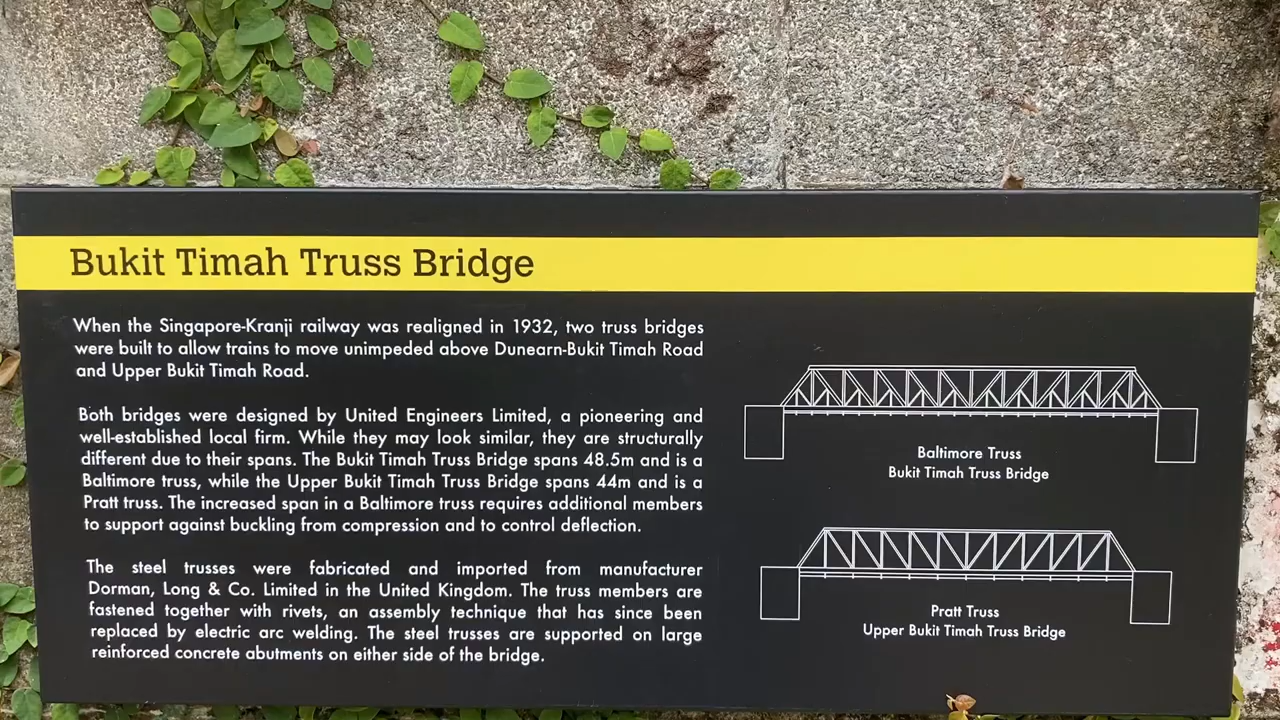 Bukit Timah Truss Bridge
When the Singapore-Kranji railway was realigned in 1932, two truss bridges
were built to allow trains to move unimpeded above Dunearn-Bukit Timah Road
and Upper Bukit Timah Road.
Both bridges were designed by United Engineers Limited, a pioneering and
well-established local firm. While they may look similar, they are structurally
different due to their spans. The Bukit Timah Truss Bridge spans 48.5m and is a
Baltimore truss, while the Upper Bukit Timah Truss Bridge spans 44m and is a
Pratt truss. The increased span in a Baltimore truss requires additional members
to support against buckling from compression and to control deflection.
The steel trusses were fabricated and imported from manufacturer
Dorman, Long & Co. Limited in the United Kingdom. The truss members are
fastened together with rivets, an assembly technique that has since been
replaced by electric arc welding. The steel trusses are supported on large
reinforced concrete abutments on either side of the bridge.
Baltimore Truss
Bukit Timah Truss Bridge
Pratt Truss
Upper Bukit Timah Truss Bridge